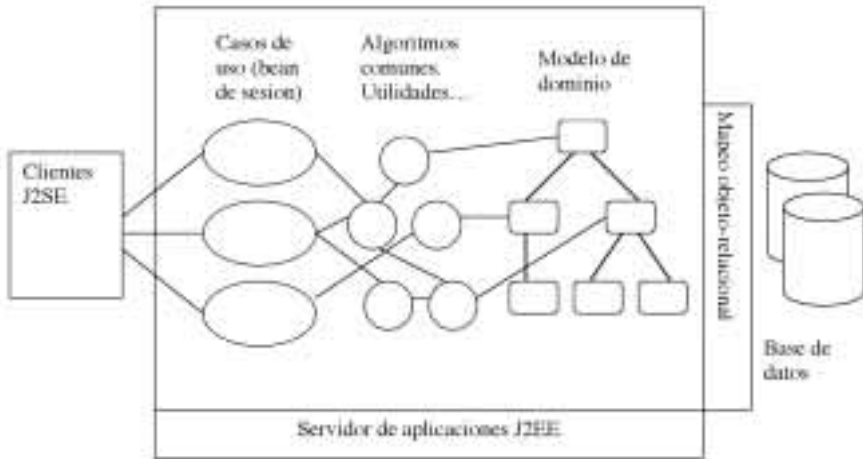 Casos de
uso (bean
de sesion)
Algoritmos
comunes.
Utilidades...
Modelo de
dominio
Clientes
J2SE
Mapeo objeto-relacional
Base de
datos
Servidor de aplicaciones J2EE